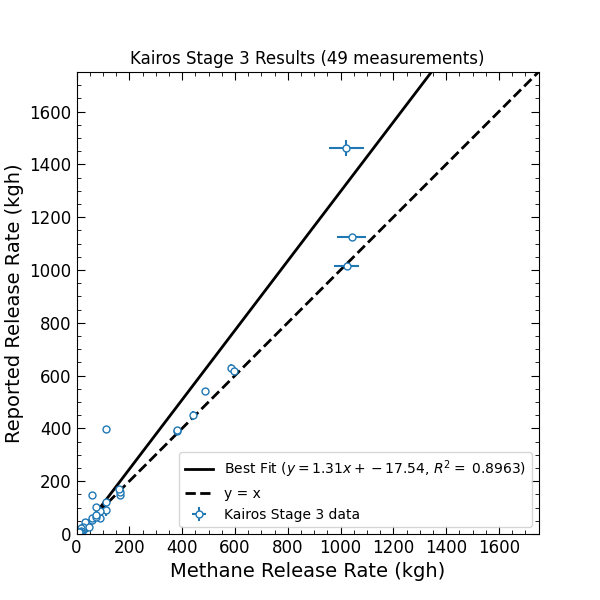 Kairos Stage 3 Results (49 measurements)
Reported Release Rate (kgh)
1600
1400
1200
1000
800
600
400
200
0
0 200 400 600 800 1000 1200 1400 1600
Methane Release Rate (kgh)
Best Fit (y = 1.31x + −17.54, R² = 0.8963)
y = x
Kairos Stage 3 data